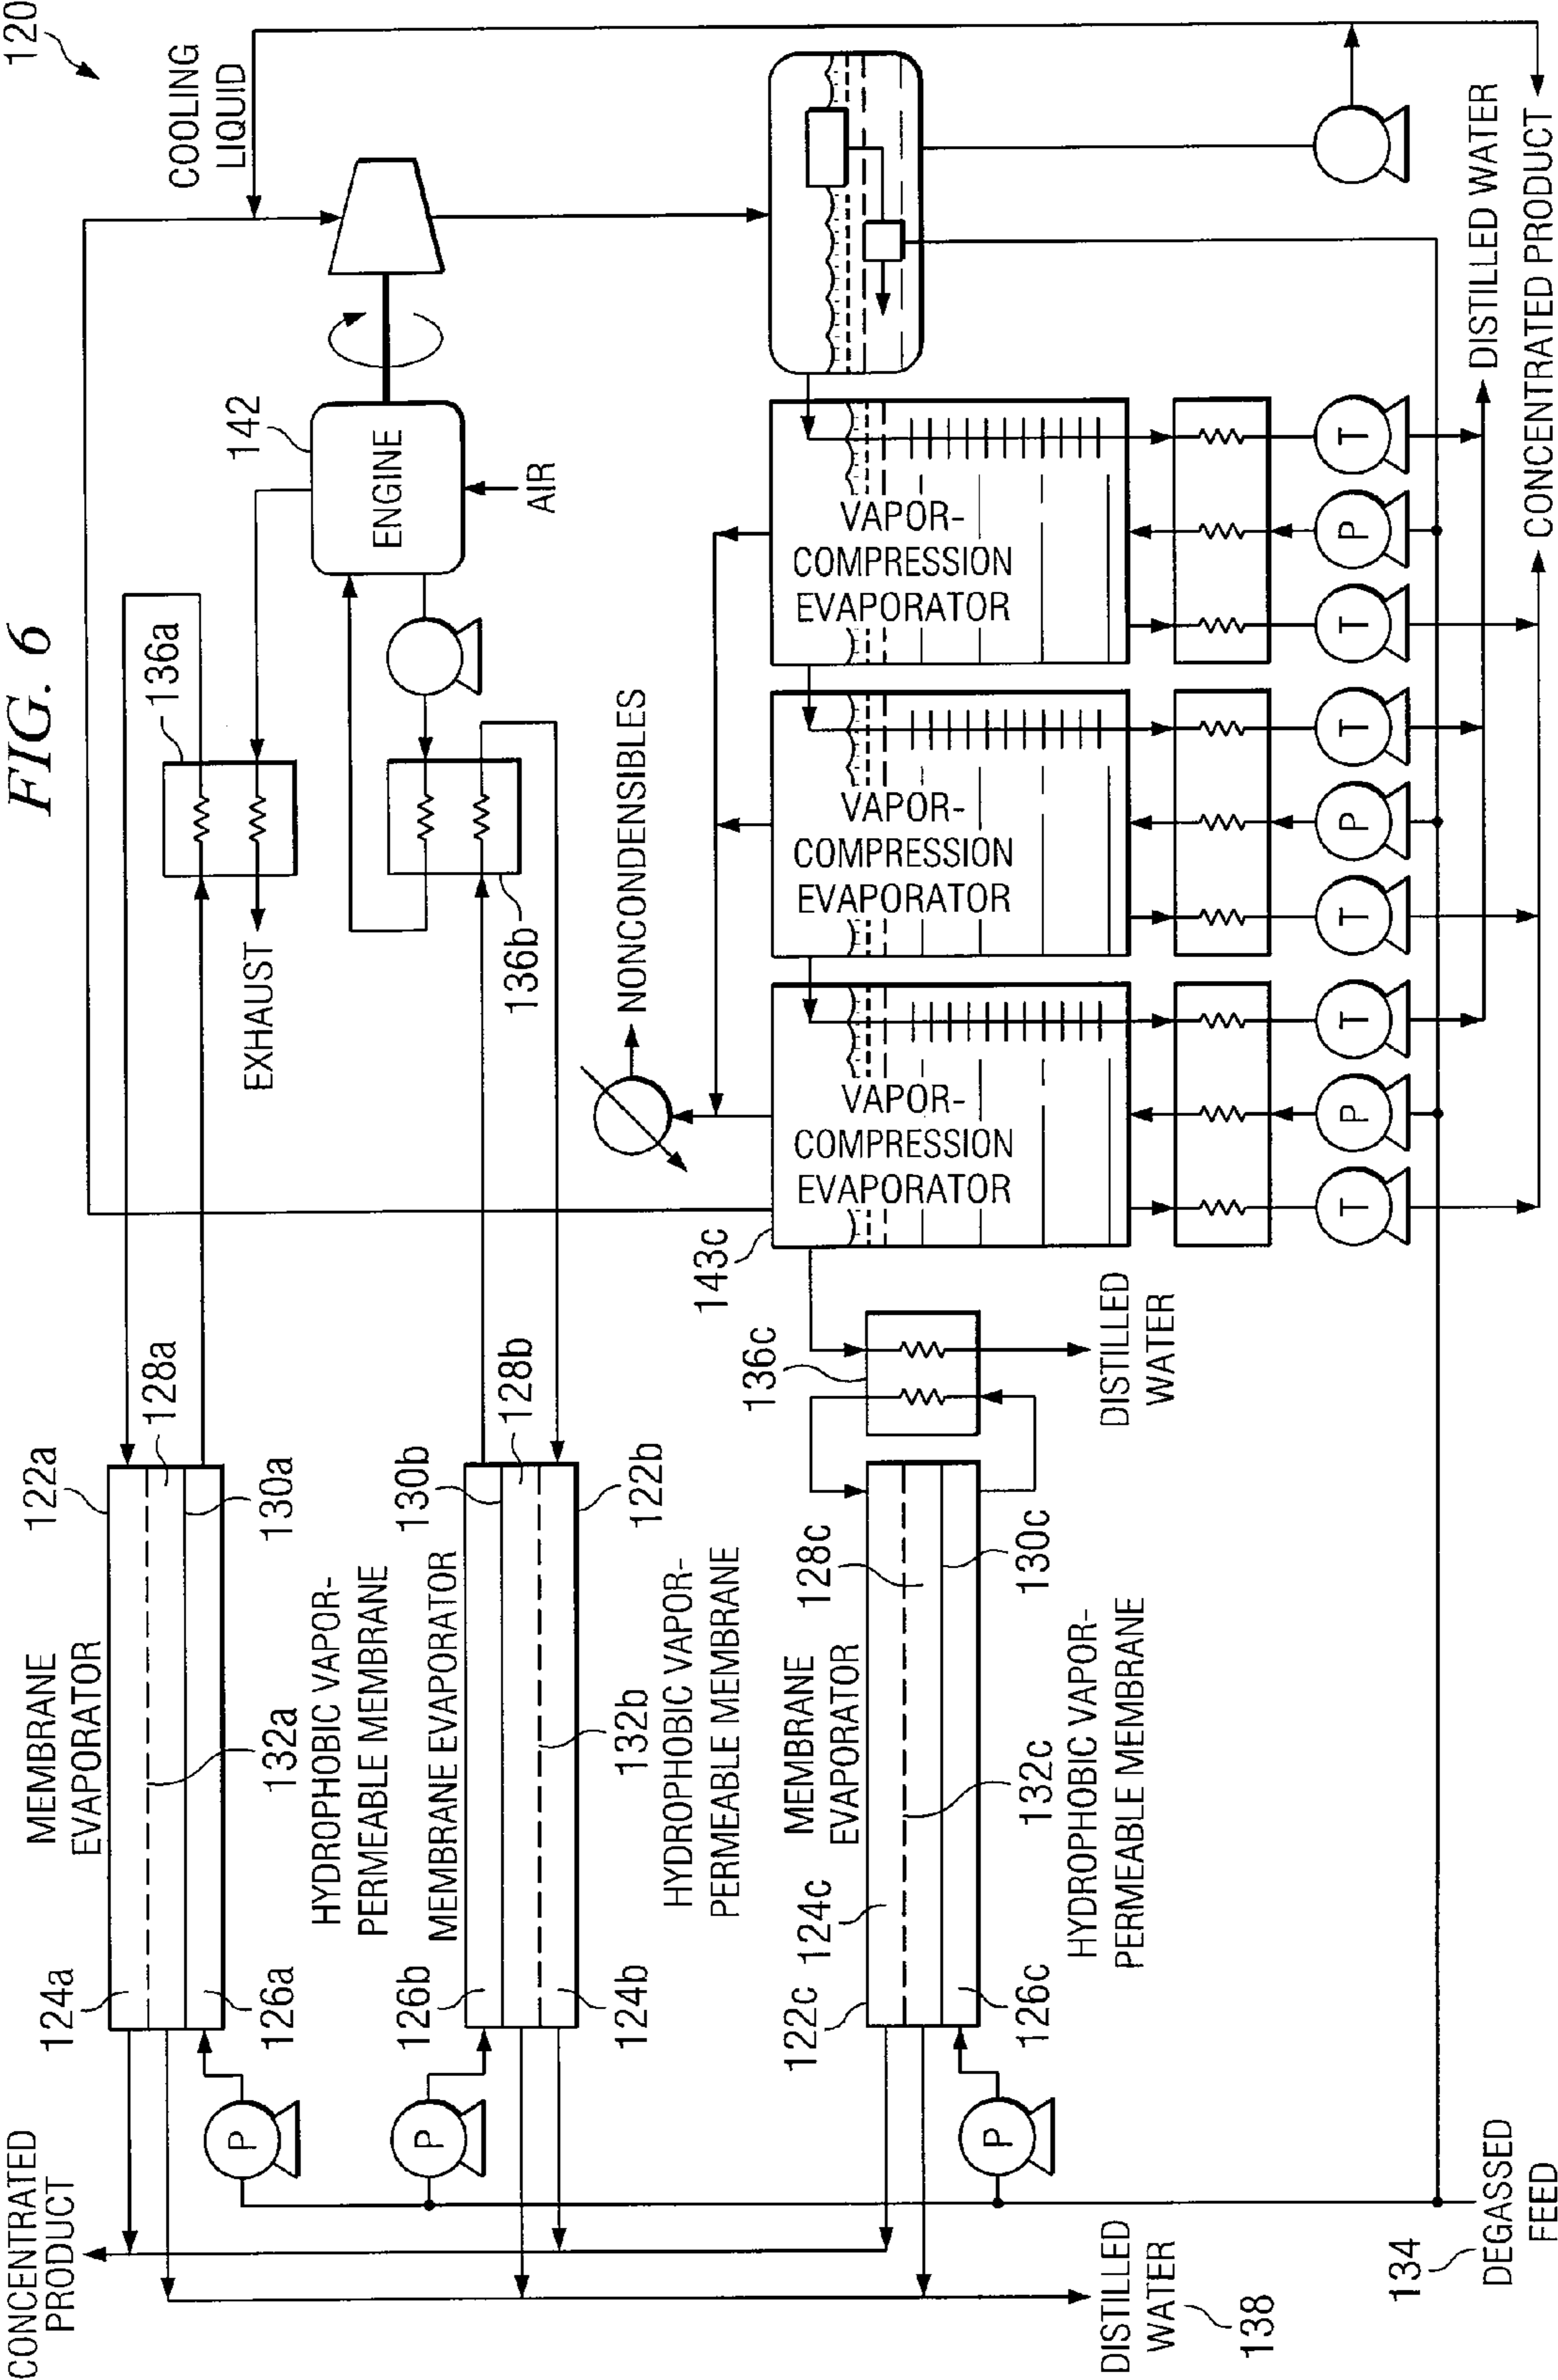 FIG. 6
120
CONCENTRATED
PRODUCT
124a
MEMBRANE
EVAPORATOR
122a
128a
136a
142
COOLING
LIQUID
126a
132a
130a
EXHAUST
ENGINE
AIR
P
HYDROPHOBIC VAPOR-
PERMEABLE MEMBRANE
126b
MEMBRANE EVAPORATOR
130b
128b
136b
P
124b
132b
122b
HYDROPHOBIC VAPOR-
PERMEABLE MEMBRANE
NONCONDENSIBLES
143c
136c
122c
124c
MEMBRANE
EVAPORATOR
128c
VAPOR-
COMPRESSION
EVAPORATOR
VAPOR-
COMPRESSION
EVAPORATOR
VAPOR-
COMPRESSION
EVAPORATOR
P
126c
132c
130c
HYDROPHOBIC VAPOR-
PERMEABLE MEMBRANE
DISTILLED
WATER
138
DISTILLED
WATER
T
P
T
T
P
T
T
P
T
134
DEGASSED
FEED
DISTILLED WATER
CONCENTRATED PRODUCT